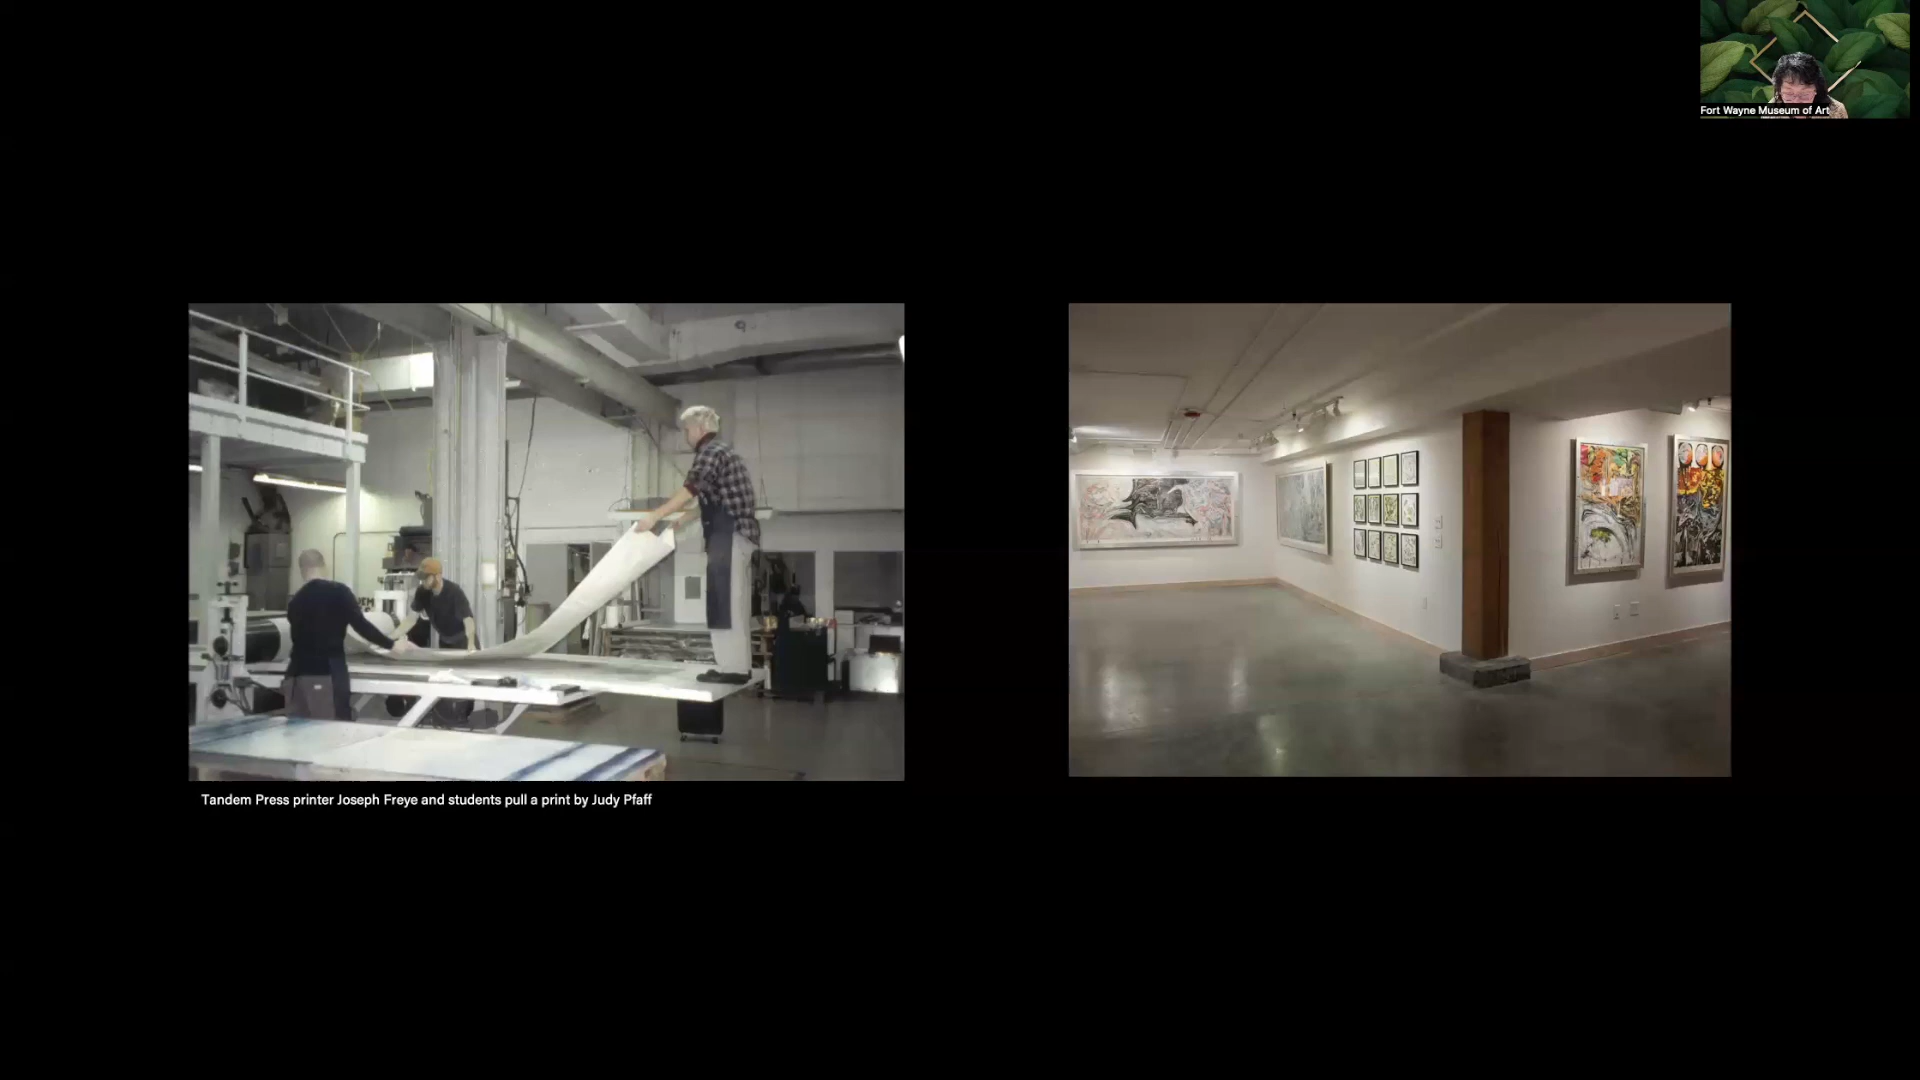 Fort Wayne Museum of Art
Tandem Press printer Joseph Freye and students pull a print by Judy Pfaff